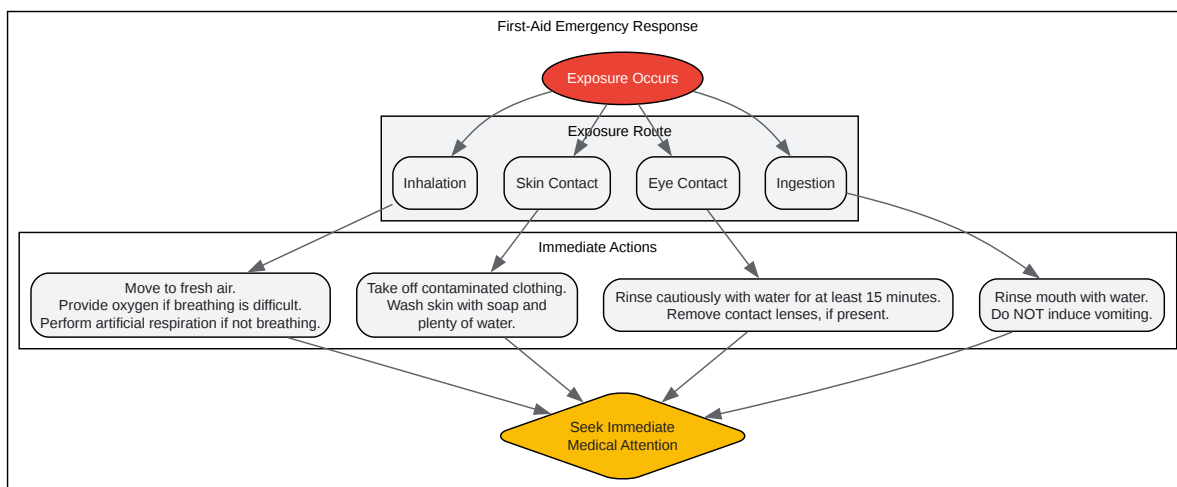 First-Aid Emergency Response
Exposure Occurs
Exposure Route
Inhalation
Skin Contact
Eye Contact
Ingestion
Immediate Actions
Move to fresh air.
Provide oxygen if breathing is difficult.
Perform artificial respiration if not breathing.
Take off contaminated clothing.
Wash skin with soap and
plenty of water.
Rinse cautiously with water for at least 15 minutes.
Remove contact lenses, if present.
Rinse mouth with water.
Do NOT induce vomiting.
Seek Immediate
Medical Attention